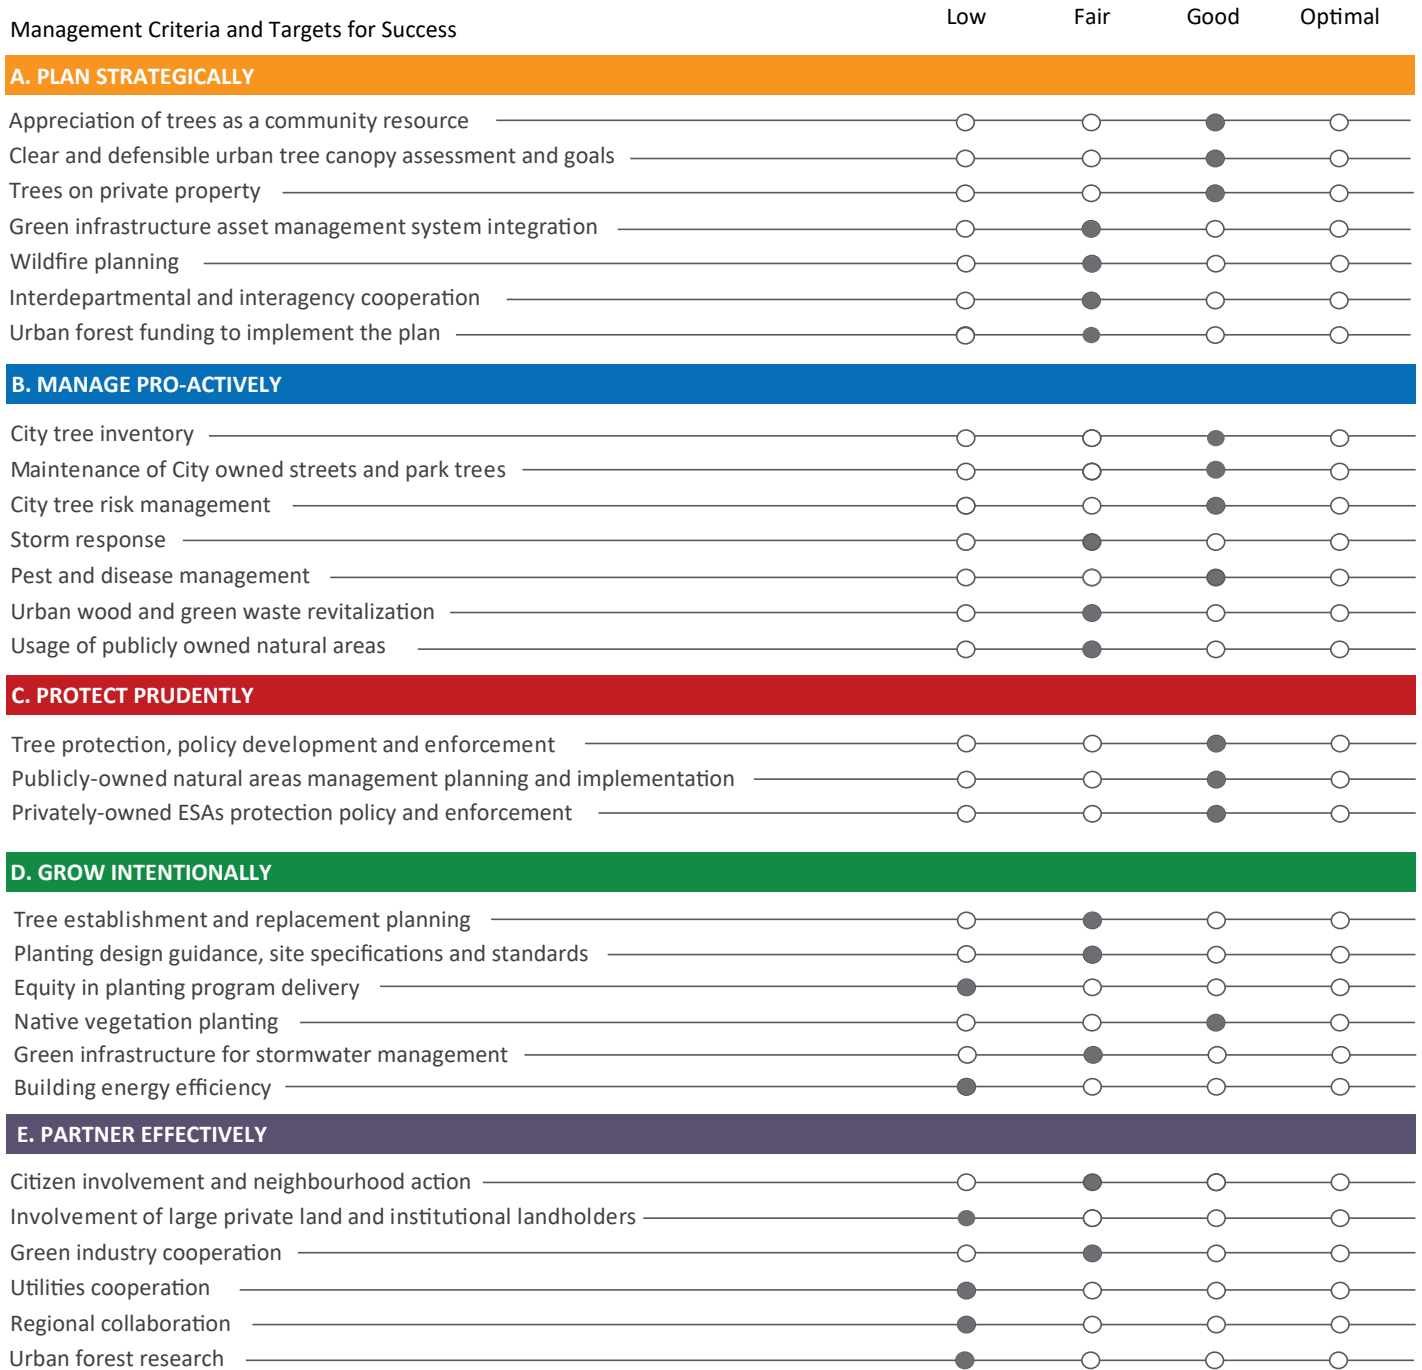 Management Criteria and Targets for Success Low Fair Good Optimal
A. PLAN STRATEGICALLY
Appreciation of trees as a community resource
Clear and defensible urban tree canopy assessment and goals
Trees on private property
Green infrastructure asset management system integration
Wildfire planning
Interdepartmental and interagency cooperation
Urban forest funding to implement the plan
B. MANAGE PRO-ACTIVELY
City tree inventory
Maintenance of City owned streets and park trees
City tree risk management
Storm response
Pest and disease management
Urban wood and green waste revitalization
Usage of publicly owned natural areas
C. PROTECT PRUDENTLY
Tree protection, policy development and enforcement
Publicly-owned natural areas management planning and implementation
Privately-owned ESAs protection policy and enforcement
D. GROW INTENTIONALLY
Tree establishment and replacement planning
Planting design guidance, site specifications and standards
Equity in planting program delivery
Native vegetation planting
Green infrastructure for stormwater management
Building energy efficiency
E. PARTNER EFFECTIVELY
Citizen involvement and neighbourhood action
Involvement of large private land and institutional landholders
Green industry cooperation
Utilities cooperation
Regional collaboration
Urban forest research